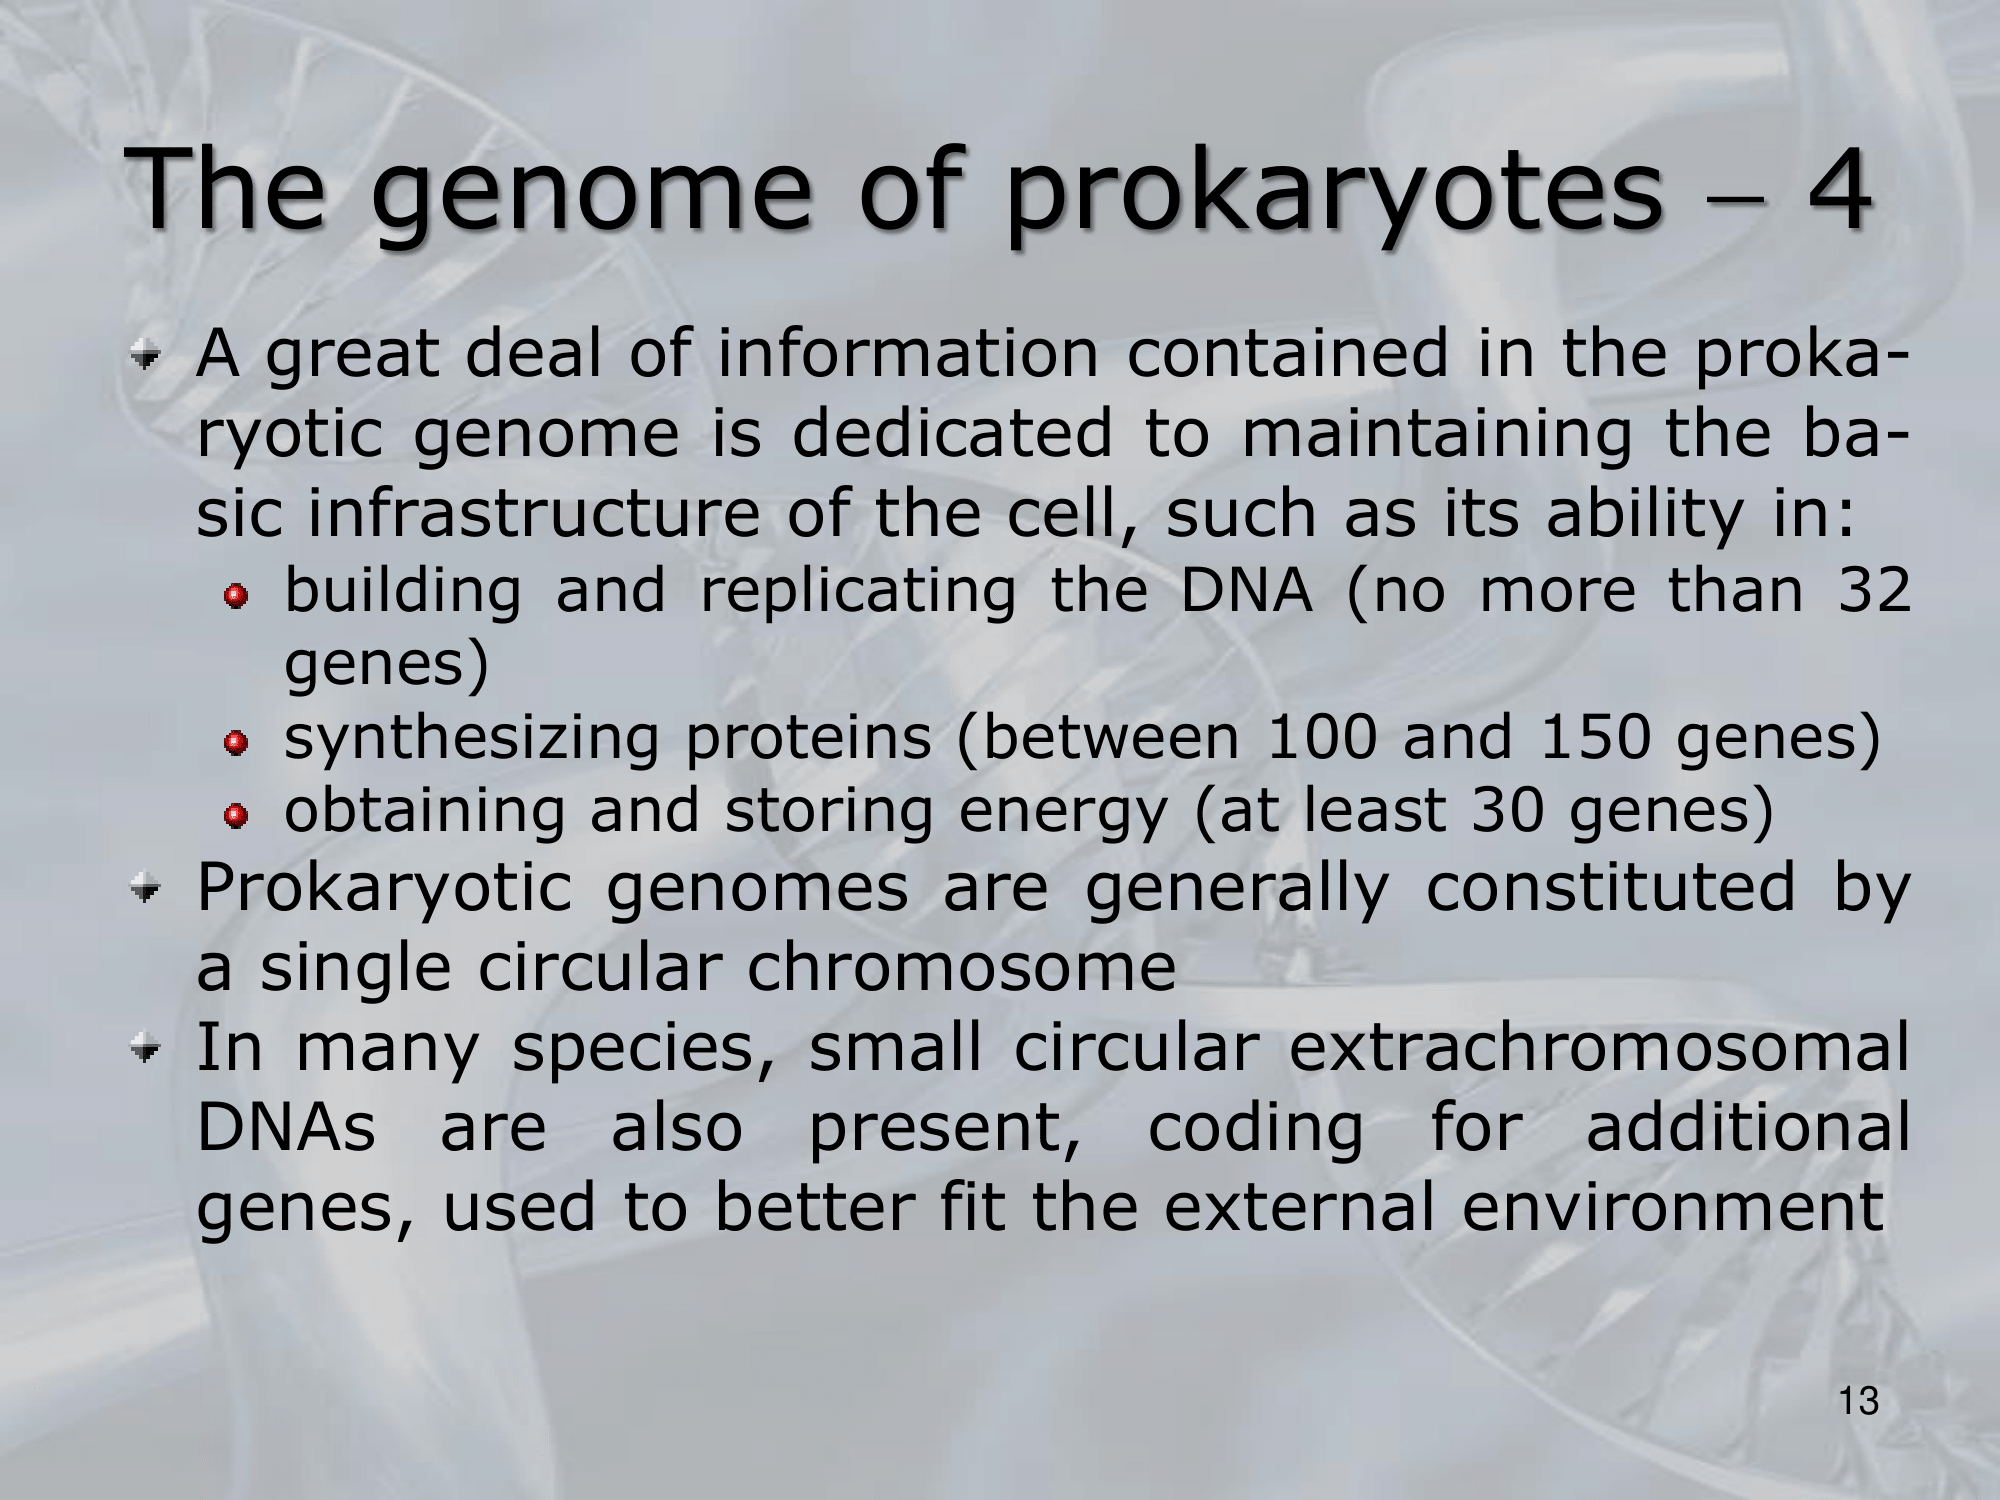 The genome of prokaryotes – 4
A great deal of information contained in the proka-
ryotic genome is dedicated to maintaining the ba-
sic infrastructure of the cell, such as its ability in:
building and replicating the DNA (no more than 32
genes)
synthesizing proteins (between 100 and 150 genes)
obtaining and storing energy (at least 30 genes)
Prokaryotic genomes are generally constituted by
a single circular chromosome
In many species, small circular extrachromosomal
DNAs are also present, coding for additional
genes, used to better fit the external environment
13